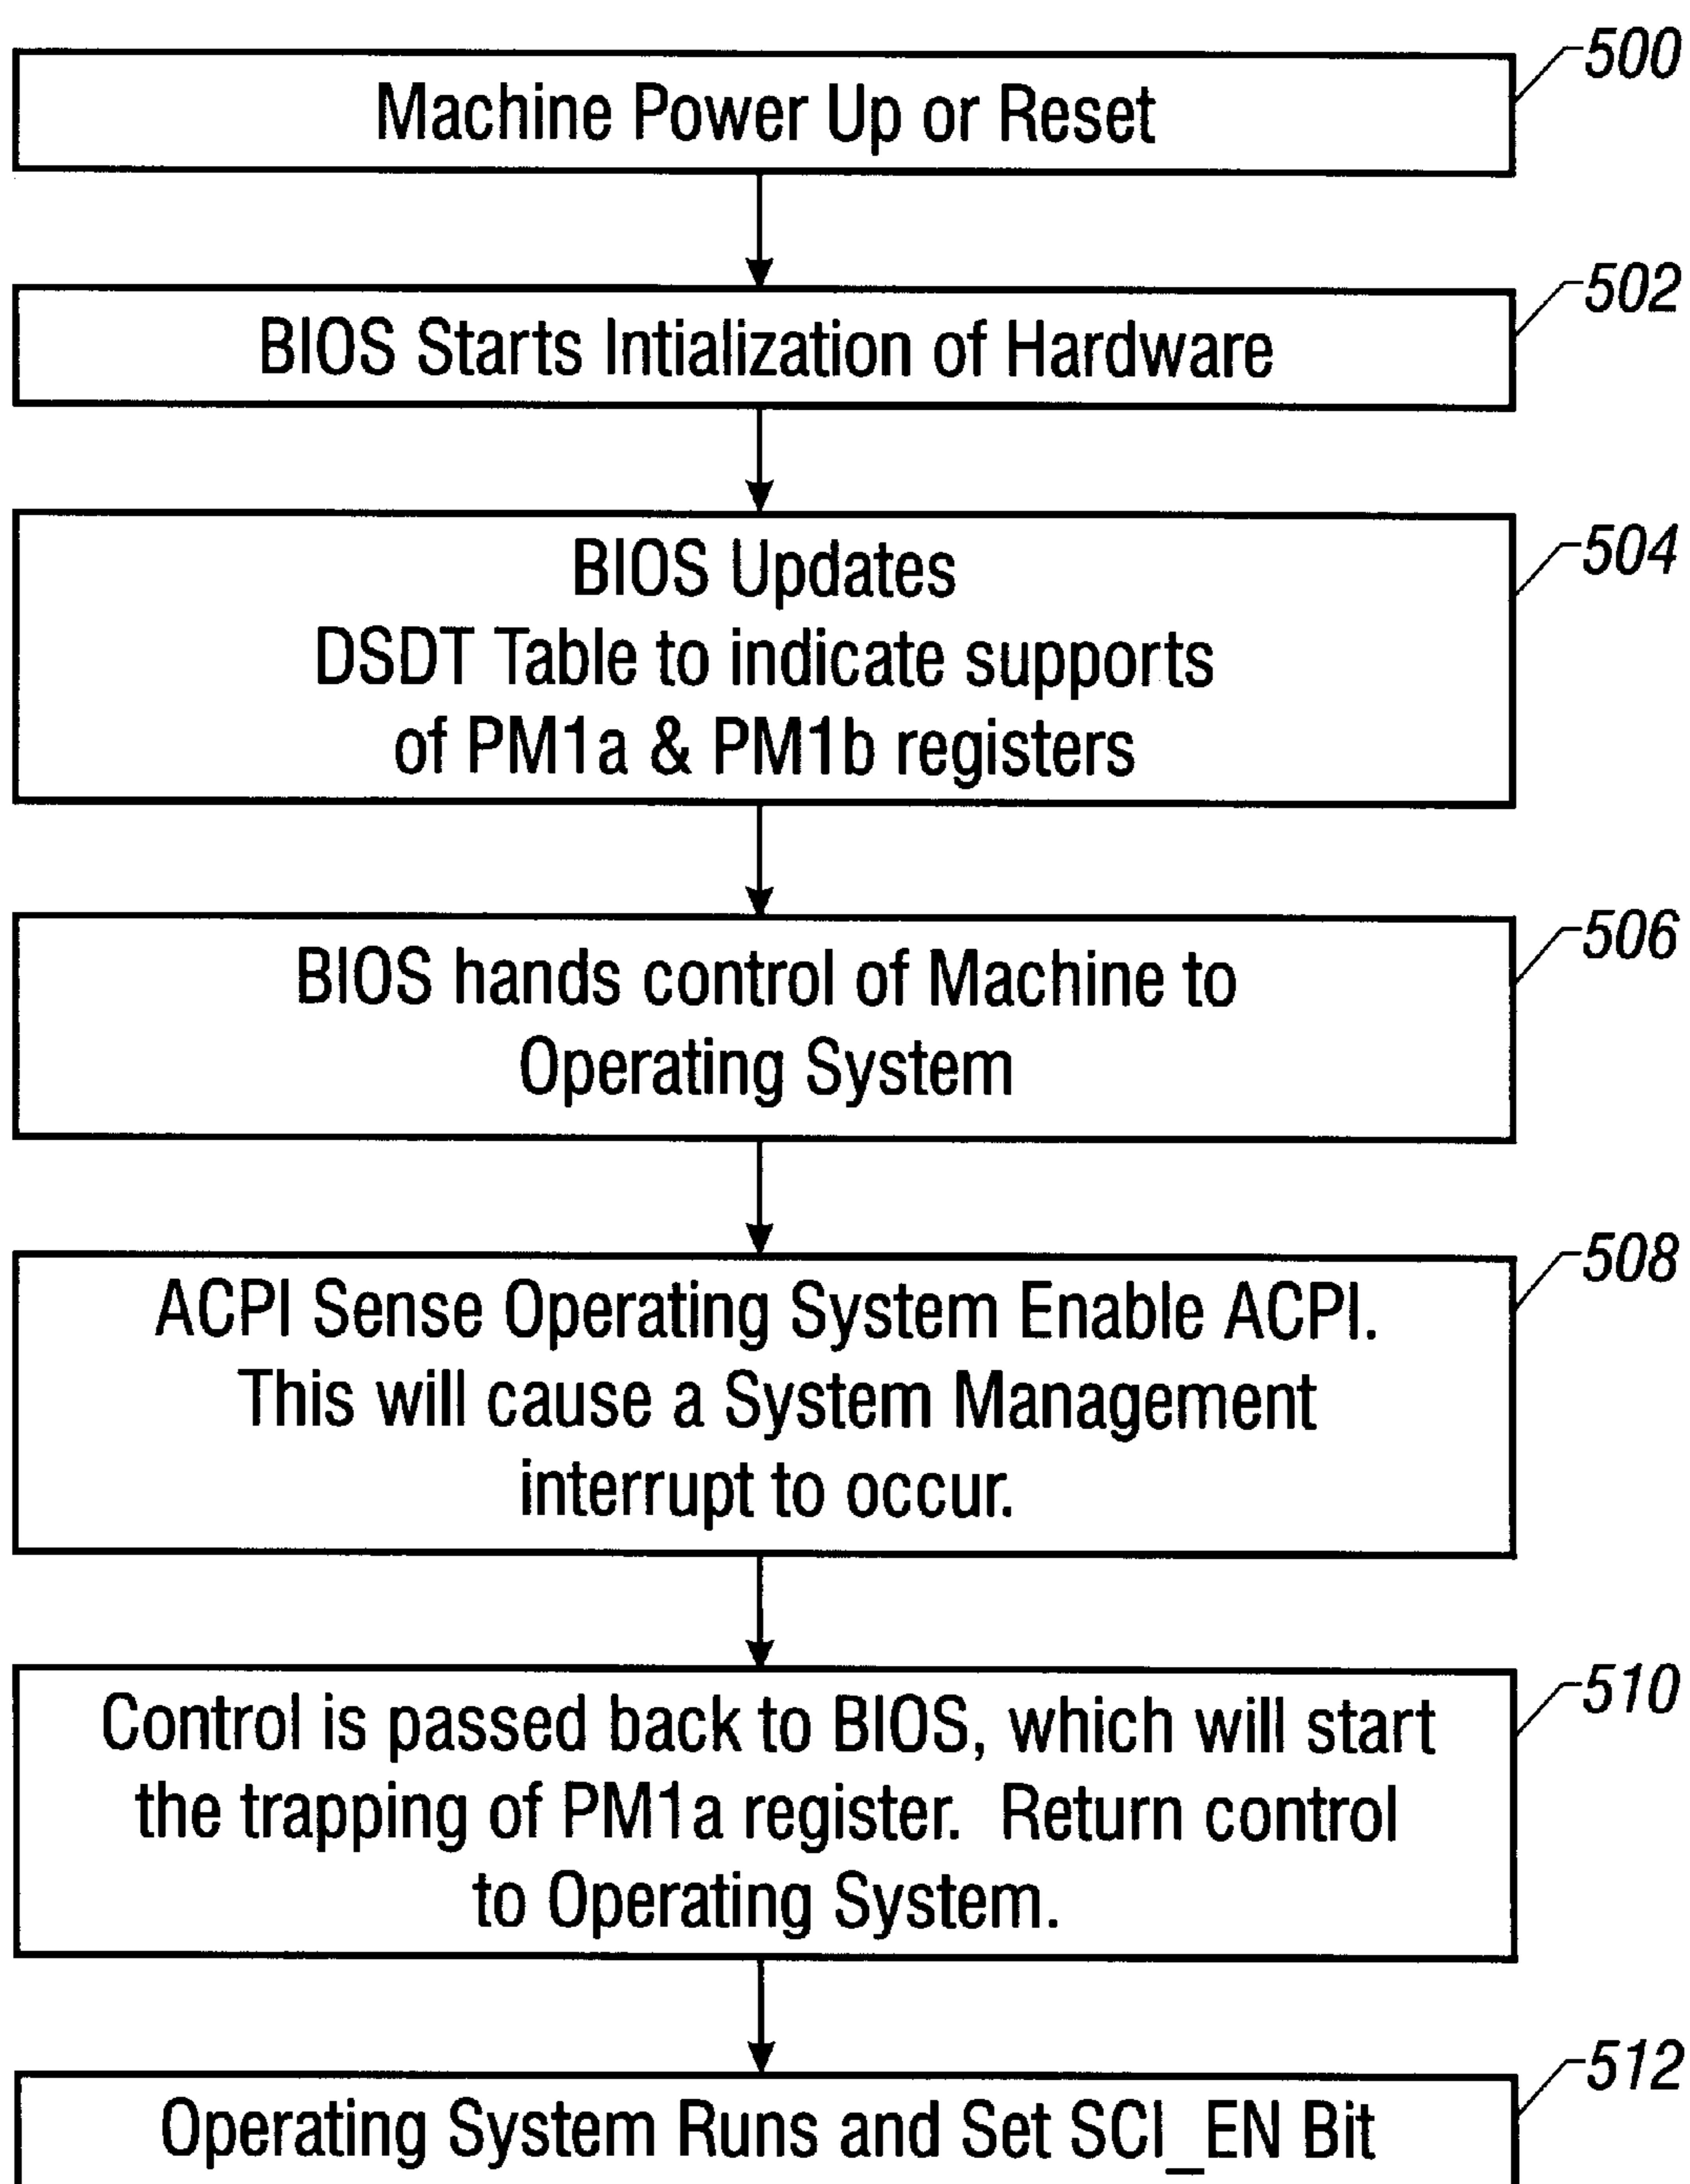 500
Machine Power Up or Reset
502
BIOS Starts Intialization of Hardware
504
BIOS Updates
DSDT Table to indicate supports
of PM1a & PM1b registers
506
BIOS hands control of Machine to
Operating System
508
ACPI Sense Operating System Enable ACPI.
This will cause a System Management
interrupt to occur.
510
Control is passed back to BIOS, which will start
the trapping of PM1a register. Return control
to Operating System.
512
Operating System Runs and Set SCI_EN Bit